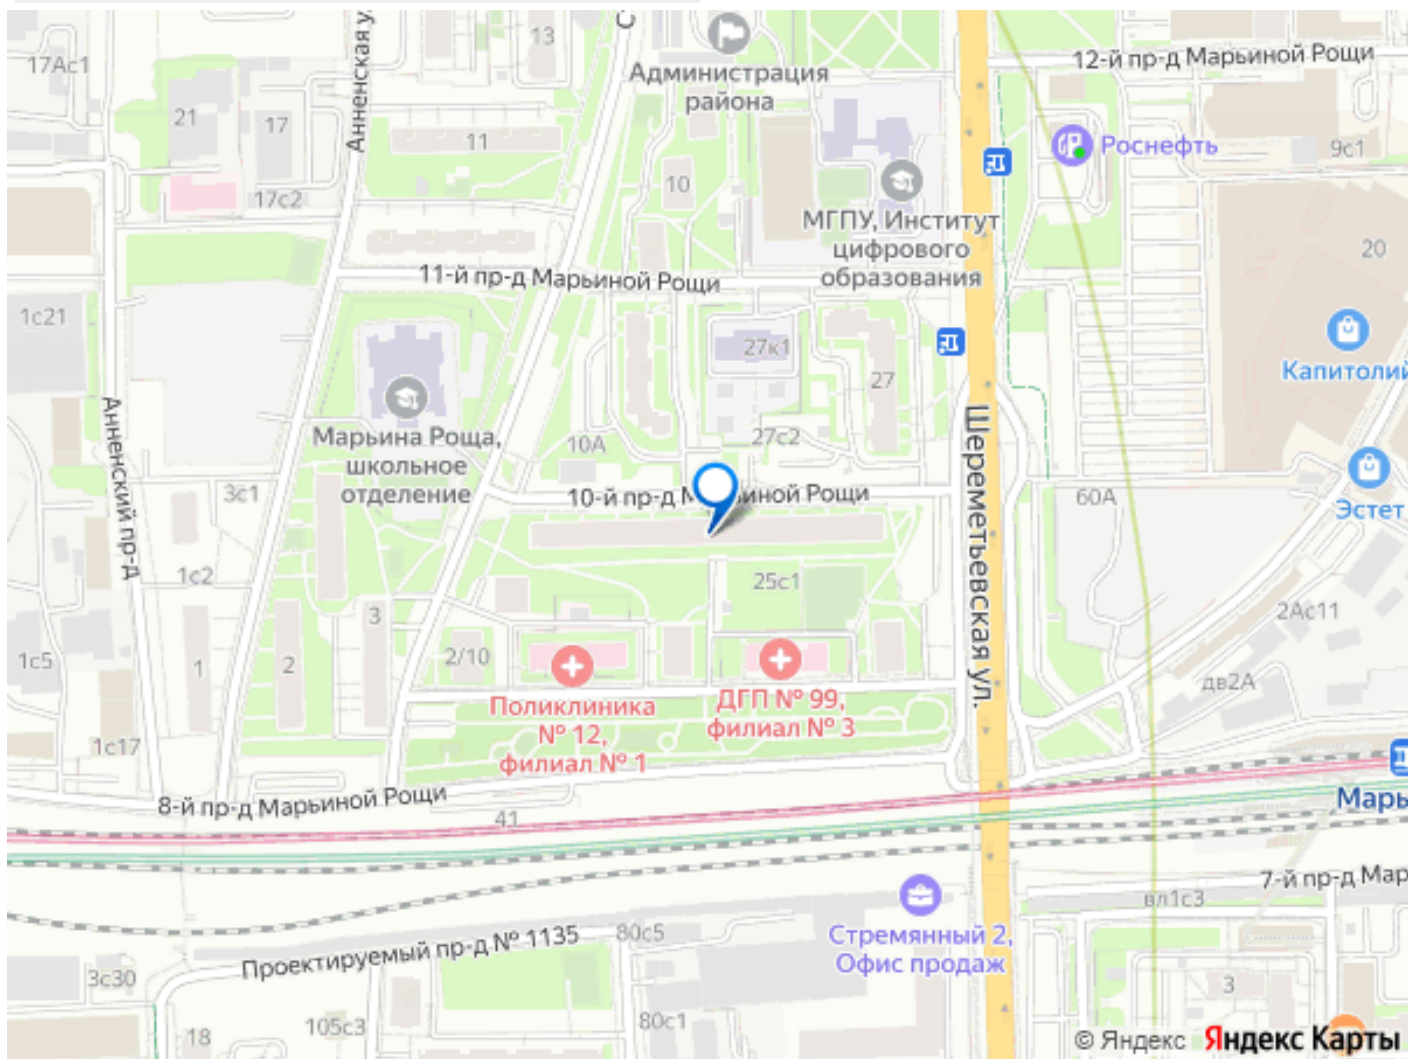 13
17Ас1
Анненская ул.
Администрация
района
12-й пр-д Марьиной Рощи
21
17
11
Роснефть
9с1
10
17с2
МГПУ, Институт
цифрового
образования
20
11-й пр-д Марьиной Рощи
1с21
27к1
27
Капитолий
Анненский пр-д
Шереметьевская ул.
Марьина Роща,
школьное
отделение
10А
27с2
3с1
10-й пр-д Марьиной Рощи
60А
Эстет
1с2
25с1
3
2Ас11
1с5
1
2
2/10
дв2А
Поликлиника
№ 12,
филиал № 1
ДГП № 99,
филиал № 3
1с17
8-й пр-д Марьиной Рощи
41
Марь
7-й пр-д Мар
вл1с3
Стремянный 2,
Офис продаж
Проектируемый пр-д № 1135
80с5
3с30
3
18
105с3
80с1
© Яндекс Яндекс Карты